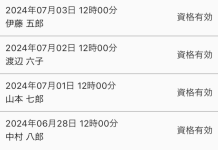 2024年07月03日 12時00分
伊藤 五郎
資格有効
2024年07月02日 12時00分
渡辺 六子
資格有効
2024年07月01日 12時00分
山本 七郎
資格有効
2024年06月28日 12時00分
中村 八郎
資格有効